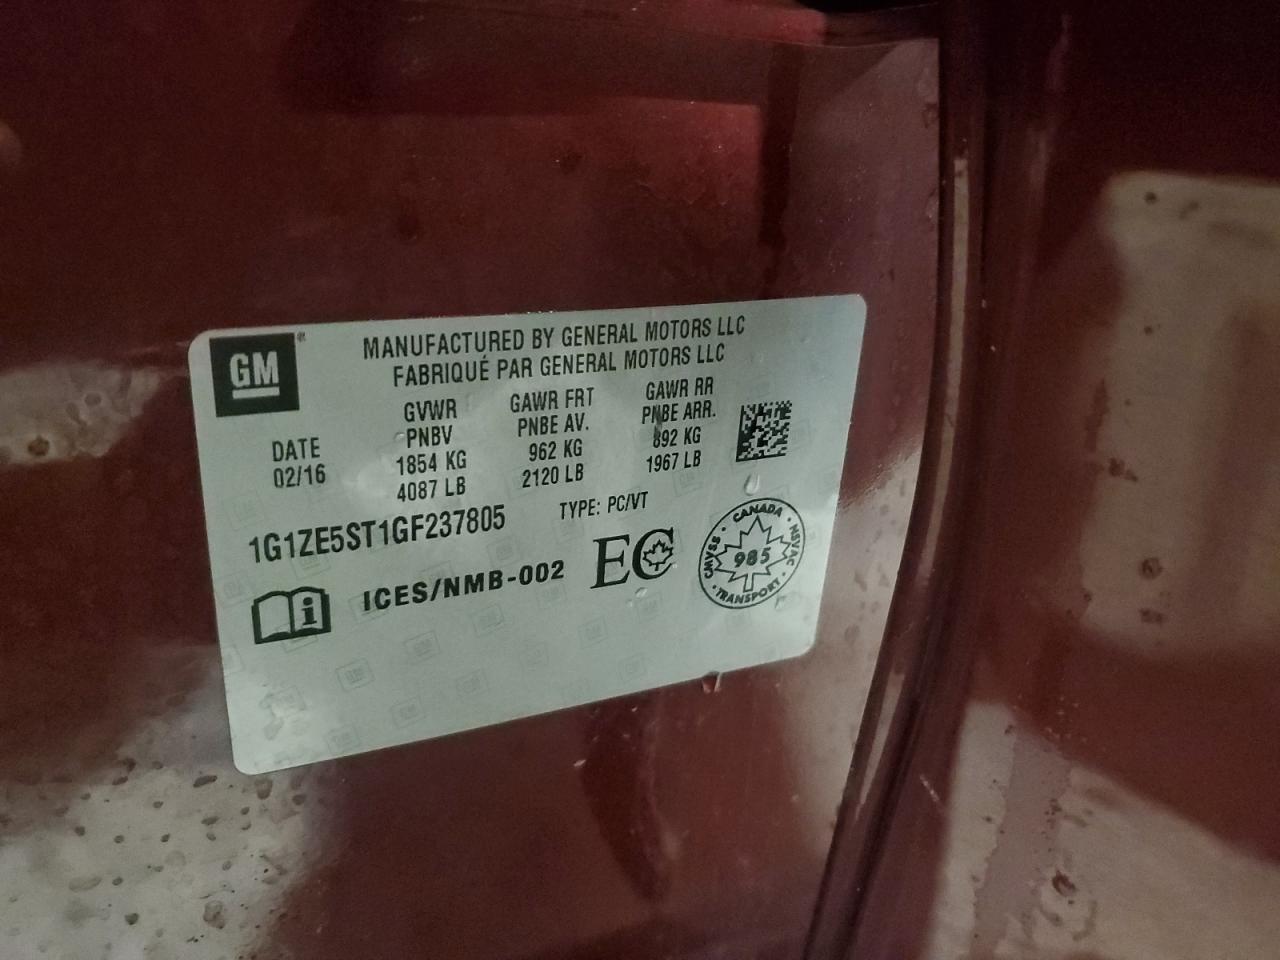 GM
MANUFACTURED BY GENERAL MOTORS LLC
FABRIQUÉ PAR GENERAL MOTORS LLC
DATE
02/16
GVWR
PNBV
1854 KG
4087 LB
GAWR FRT
PNBE AV.
962 KG
2120 LB
GAWR RR
PNBE ARR.
892 KG
1967 LB
1G1ZE5ST1GF237805
TYPE: PC/VT
ICES/NMB-002
EC
CANADA
CMVSS
NSVAC
985
TRANSPORT